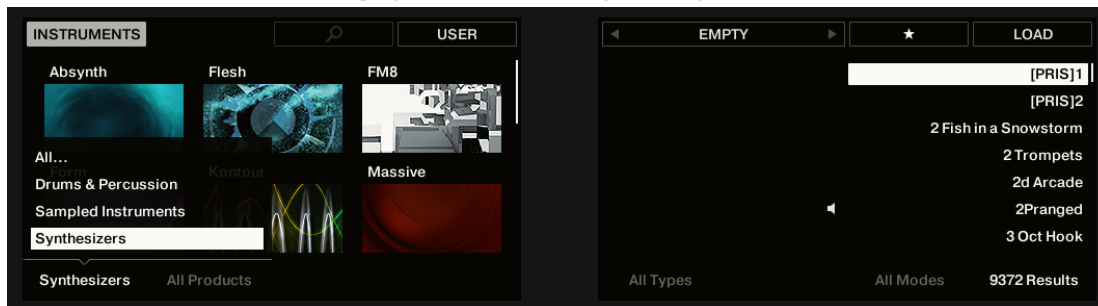 INSTRUMENTS
USER
Absynth
Flesh
FM8
All...
Form
Kontour
Massive
Drums & Percussion
Sampled Instruments
Synthesizers
Synthesizers
All Products
EMPTY
★
LOAD
[PRIS]1
[PRIS]2
2 Fish in a Snowstorm
2 Trompets
2d Arcade
2Pranged
3 Oct Hook
All Types
All Modes
9372 Results